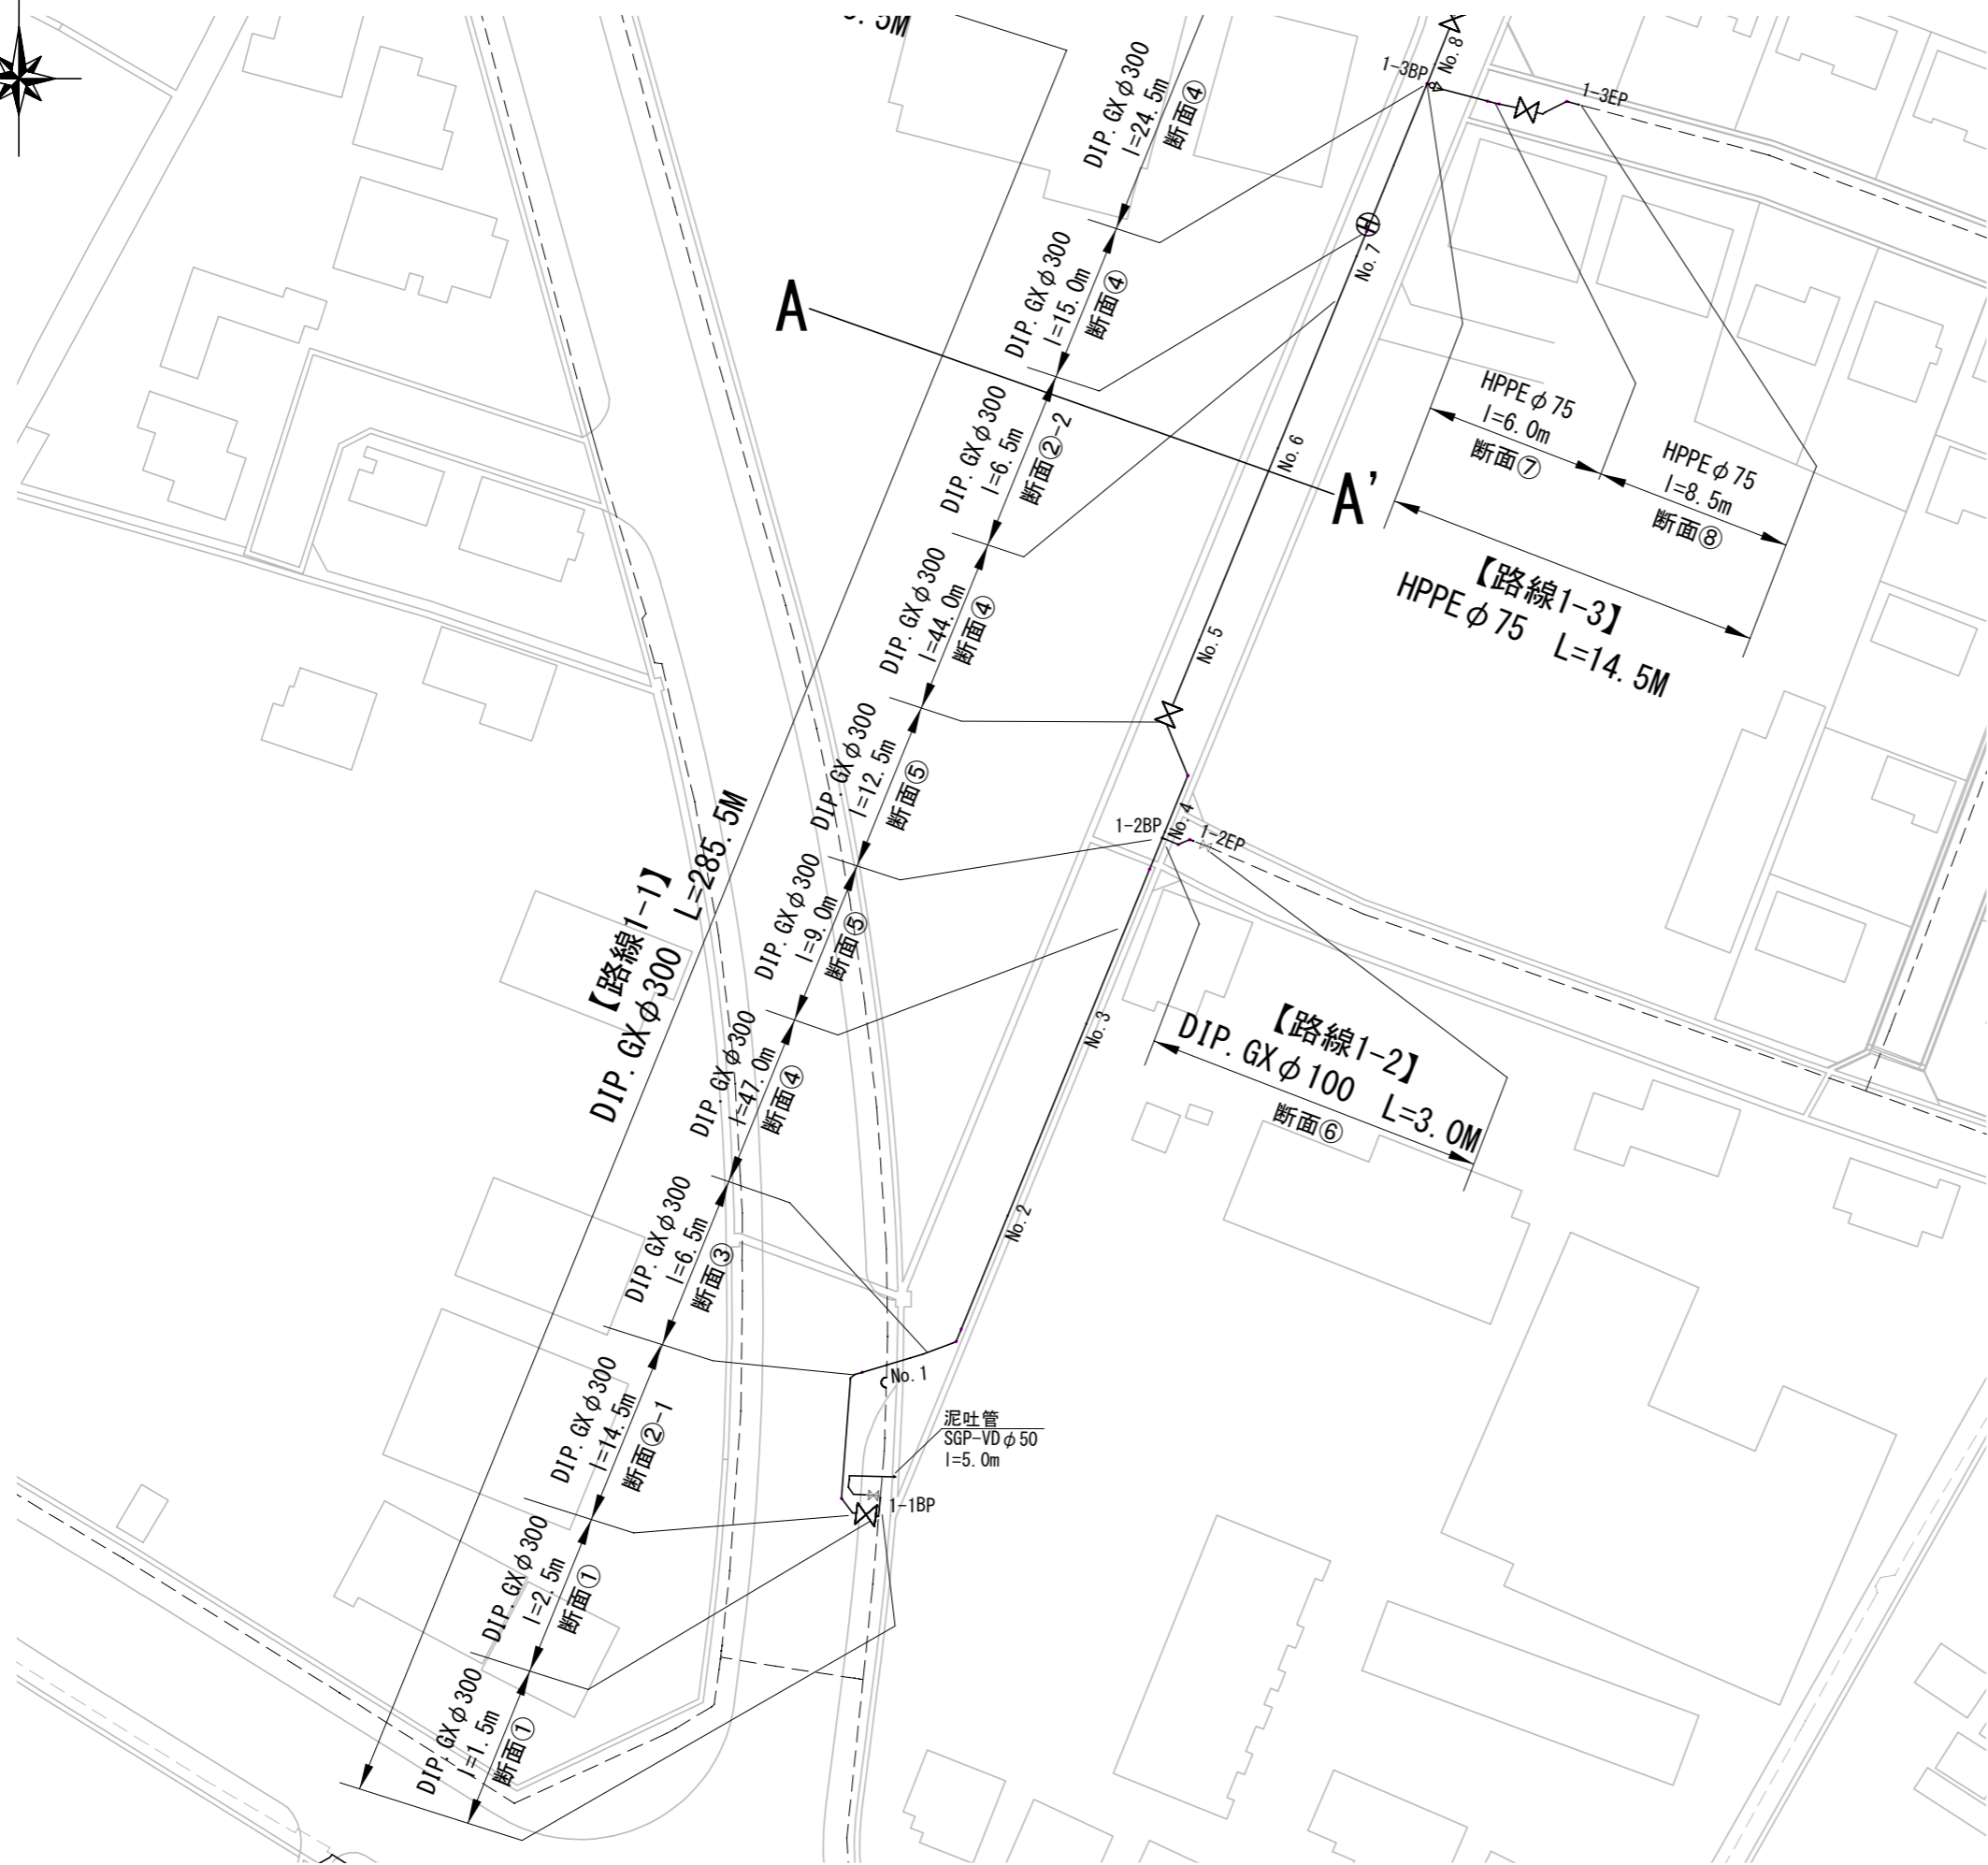 DIP.GXφ300
l=24.5m
断面④
DIP.GXφ300
l=15.0m
断面④
DIP.GXφ300
l=6.5m
断面②-2
DIP.GXφ300
l=44.0m
断面④
DIP.GXφ300
l=12.5m
断面⑤
DIP.GXφ300
l=9.0m
断面⑤
DIP.GXφ300
l=47.0m
断面④
DIP.GXφ300
l=6.5m
断面③
DIP.GXφ300
l=14.5m
断面②-1
DIP.GXφ300
l=2.5m
断面①
DIP.GXφ300
l=1.5m
断面①
【路線1-1】
DIP.GXφ300 L=285.5M
A
A'
1-3BP
No.8
1-3EP
H
No.7
No.6
No.5
No.4
1-2BP
1-2EP
No.3
No.2
No.1
1-1BP
HPPEφ75
l=6.0m
断面⑦
HPPEφ75
l=8.5m
断面⑧
【路線1-3】
HPPEφ75 L=14.5M
【路線1-2】
DIP.GXφ100 L=3.0M
断面⑥
泥吐管
SGP-VDφ50
l=5.0m